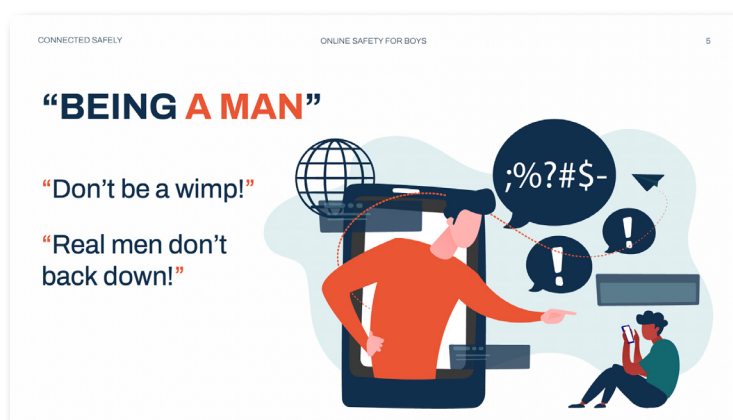 CONNECTED SAFELY
ONLINE SAFETY FOR BOYS
5
“BEING A MAN”
“Don’t be a wimp!”
“Real men don’t
back down!”
;%?#$-
!
!